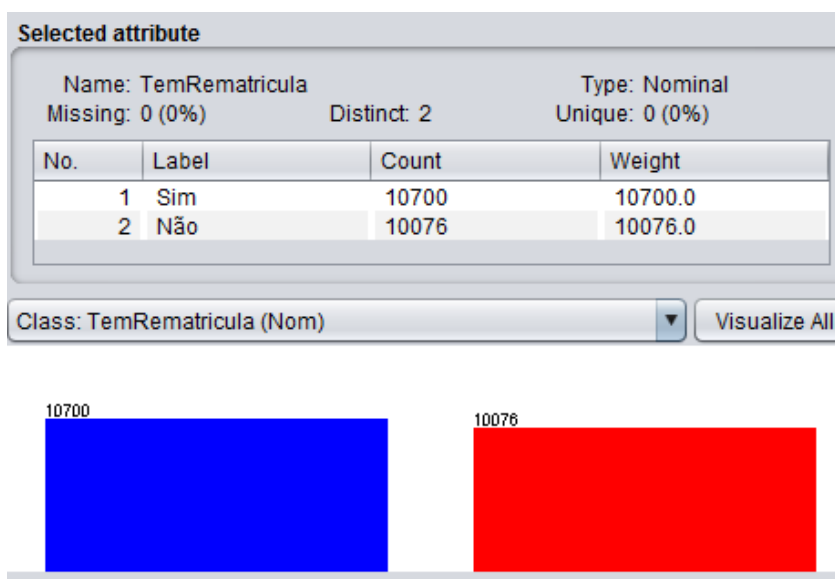 Selected attribute
Name: TemRematricula Type: Nominal
Missing: 0 (0%) Distinct: 2 Unique: 0 (0%)
No. Label Count Weight
1 Sim 10700 10700.0
2 Não 10076 10076.0
Class: TemRematricula (Nom) Visualize All
10700
10076